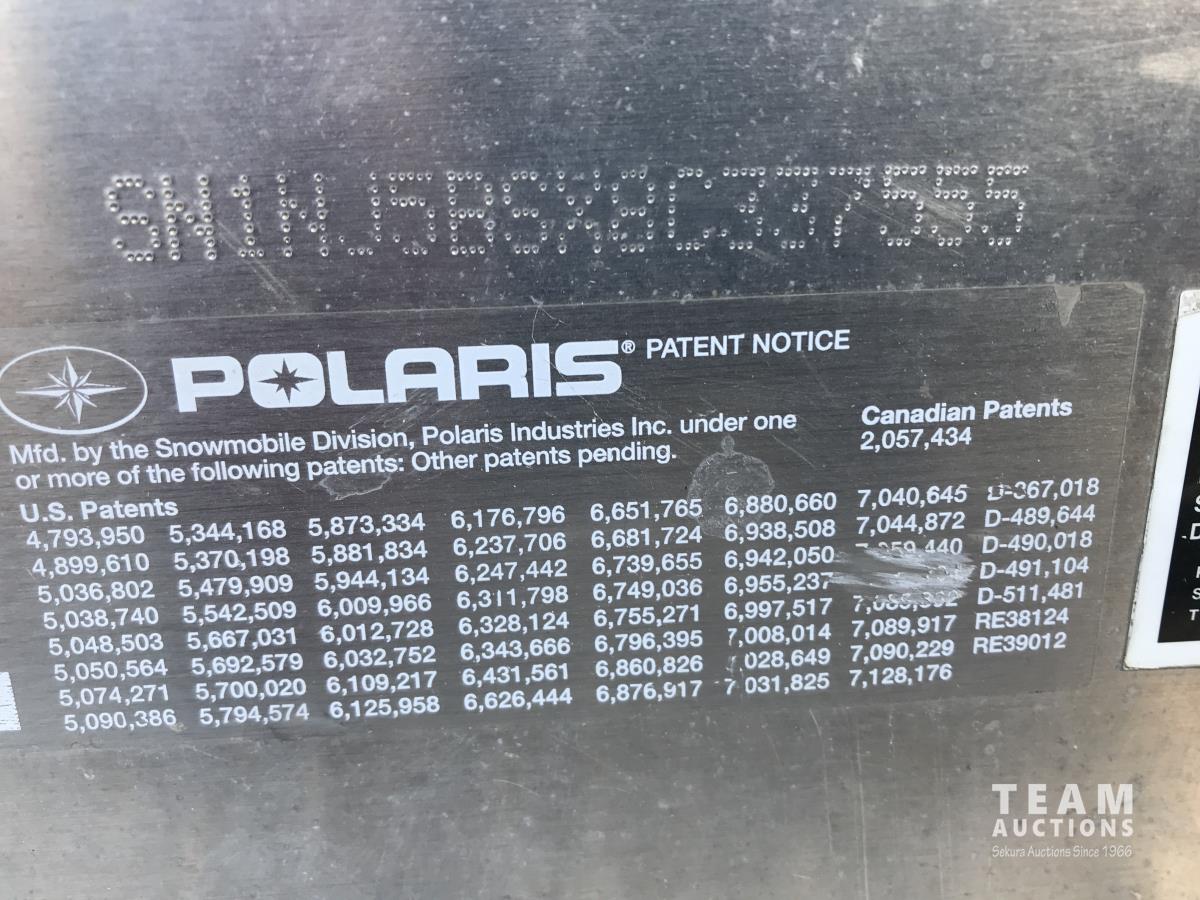 SN1NJ5BSX8C337555
POLARIS® PATENT NOTICE
Mfd. by the Snowmobile Division, Polaris Industries Inc. under one
or more of the following patents: Other patents pending.
Canadian Patents
2,057,434
U.S. Patents
4,793,950 5,344,168 5,873,334 6,176,796 6,651,765 6,880,660 7,040,645 D-367,018
4,899,610 5,370,198 5,881,834 6,237,706 6,681,724 6,938,508 7,044,872 D-489,644
5,036,802 5,479,909 5,944,134 6,247,442 6,739,655 6,942,050 D-490,018
5,038,740 5,542,509 6,009,966 6,311,798 6,749,036 6,955,237 D-491,104
5,048,503 5,667,031 6,012,728 6,328,124 6,755,271 6,997,517 D-511,481
5,050,564 5,692,579 6,032,752 6,343,666 6,796,395 7,008,014 7,089,917 RE38124
5,074,271 5,700,020 6,109,217 6,431,561 6,860,826 7,028,649 7,090,229 RE39012
5,090,386 5,794,574 6,125,958 6,626,444 6,876,917 7,031,825 7,128,176
TEAM
AUCTIONS
Sekura Auctions Since 1966